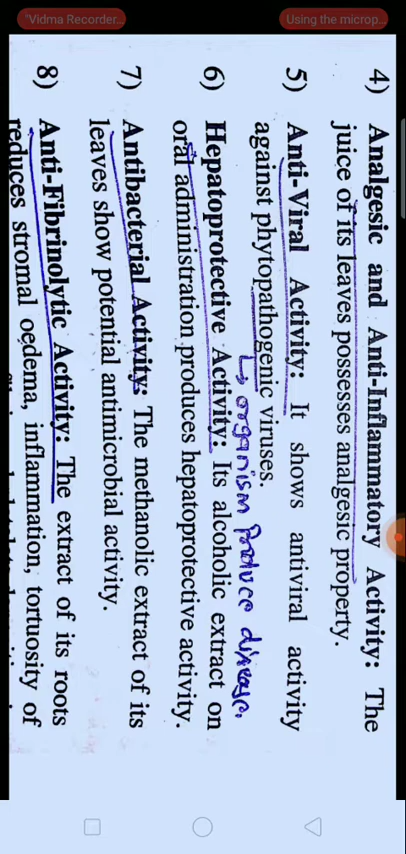 "Vidma Recorder...
Using the microp...
4) Analgesic and Anti-Inflammatory Activity: The
juice of its leaves possesses analgesic property.
5) Anti-Viral Activity: It shows antiviral activity
against phytopathogenic viruses.
↳ organism produce disease.
6) Hepatoprotective Activity: Its alcoholic extract on
oral administration produces hepatoprotective activity.
7) Antibacterial Activity: The methanolic extract of its
leaves show potential antimicrobial activity.
8) Anti-Fibrinolytic Activity: The extract of its roots
reduces stromal oedema, inflammation, tortuosity of